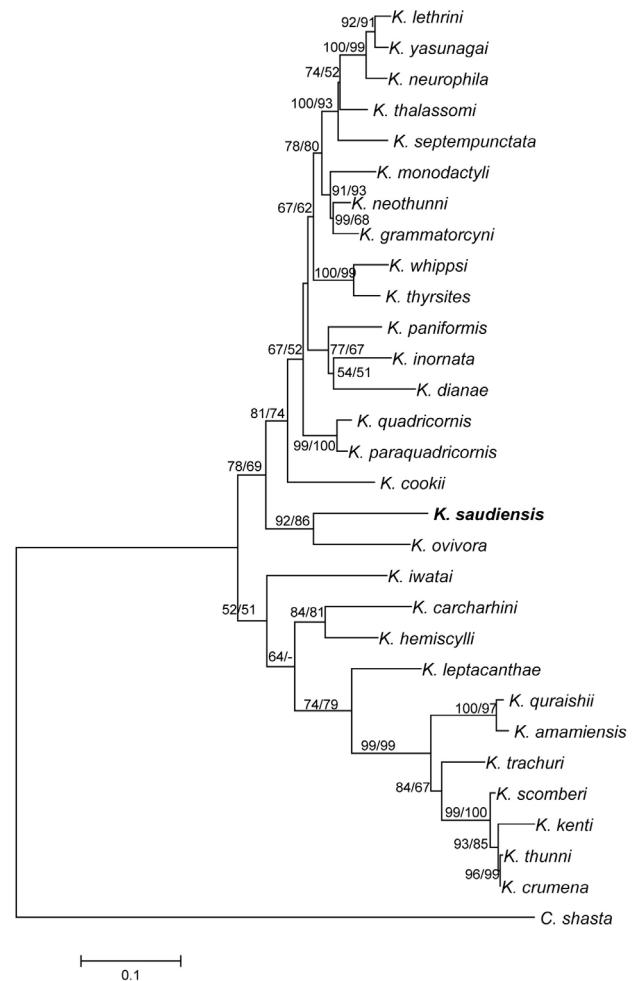 92/91
K. lethrini
K. yasunagai
100/99
74/52
K. neurophila
100/93
K. thalassomi
K. septempunctata
78/80
K. monodactyli
91/93
K. neothunni
67/62
99/68
K. grammatorcyni
K. whippsi
100/99
K. thyrsites
K. paniformis
67/52
77/67
K. inornata
54/51
K. dianae
81/74
K. quadricornis
99/100
K. paraquadricornis
78/69
K. cookii
K. saudiensis
92/86
K. ovivora
K. iwatai
52/51
84/81
K. carcharhini
K. hemiscylli
64/-
K. leptacanthae
74/79
K. quraishii
100/97
K. amamiensis
99/99
K. trachuri
84/67
K. scomberi
99/100
K. kenti
93/85
K. thunni
96/99
K. crumena
C. shasta
0.1